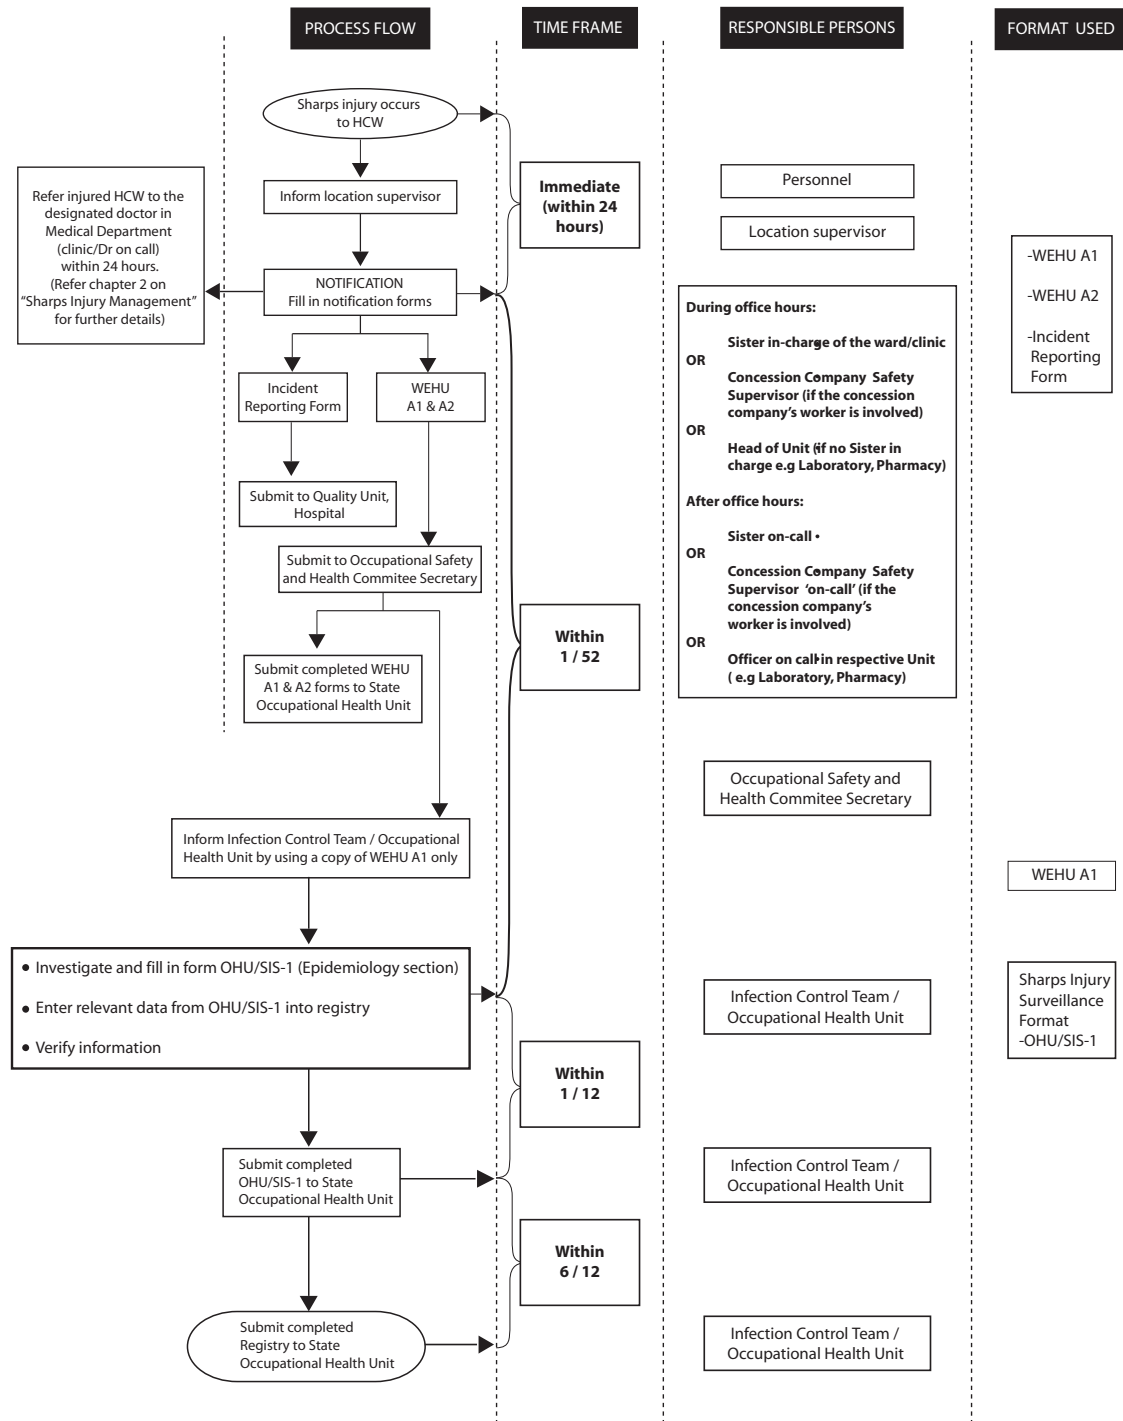 PROCESS FLOW
TIME FRAME
RESPONSIBLE PERSONS
FORMAT USED
Sharps injury occurs
to HCW
Inform location supervisor
NOTIFICATION
Fill in notification forms
Refer injured HCW to the
designated doctor in
Medical Department
(clinic/Dr on call)
within 24 hours.
(Refer chapter 2 on
“Sharps Injury Management”
for further details)
Incident
Reporting Form
WEHU
A1 & A2
Submit to Quality Unit,
Hospital
Submit to Occupational Safety
and Health Commitee Secretary
Submit completed WEHU
A1 & A2 forms to State
Occupational Health Unit
Inform Infection Control Team / Occupational
Health Unit by using a copy of WEHU A1 only
• Investigate and fill in form OHU/SIS-1 (Epidemiology section)
• Enter relevant data from OHU/SIS-1 into registry
• Verify information
Submit completed
OHU/SIS-1 to State
Occupational Health Unit
Submit completed
Registry to State
Occupational Health Unit
Immediate
(within 24
hours)
Within
1 / 52
Within
1 / 12
Within
6 / 12
Personnel
Location supervisor
During office hours:
Sister in-charge of the ward/clinic
OR
Concession Company Safety
Supervisor (if the concession
company’s worker is involved)
OR
Head of Unit (if no Sister in
charge e.g Laboratory, Pharmacy)
After office hours:
Sister on-call •
OR
Concession Company Safety
Supervisor ‘on-call’ (if the
concession company’s
worker is involved)
OR
Officer on call in respective Unit
( e.g Laboratory, Pharmacy)
Occupational Safety and
Health Commitee Secretary
Infection Control Team /
Occupational Health Unit
Infection Control Team /
Occupational Health Unit
Infection Control Team /
Occupational Health Unit
-WEHU A1
-WEHU A2
-Incident
Reporting
Form
WEHU A1
Sharps Injury
Surveillance
Format
-OHU/SIS-1